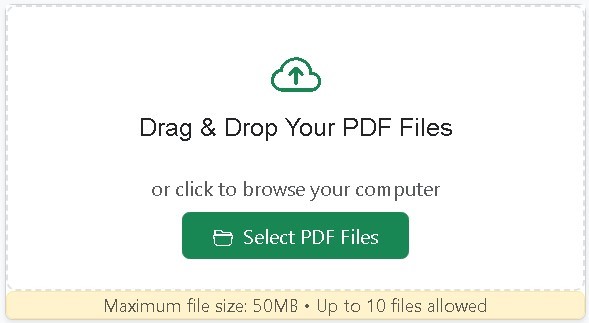 Drag & Drop Your PDF Files
or click to browse your computer
Select PDF Files
Maximum file size: 50MB • Up to 10 files allowed